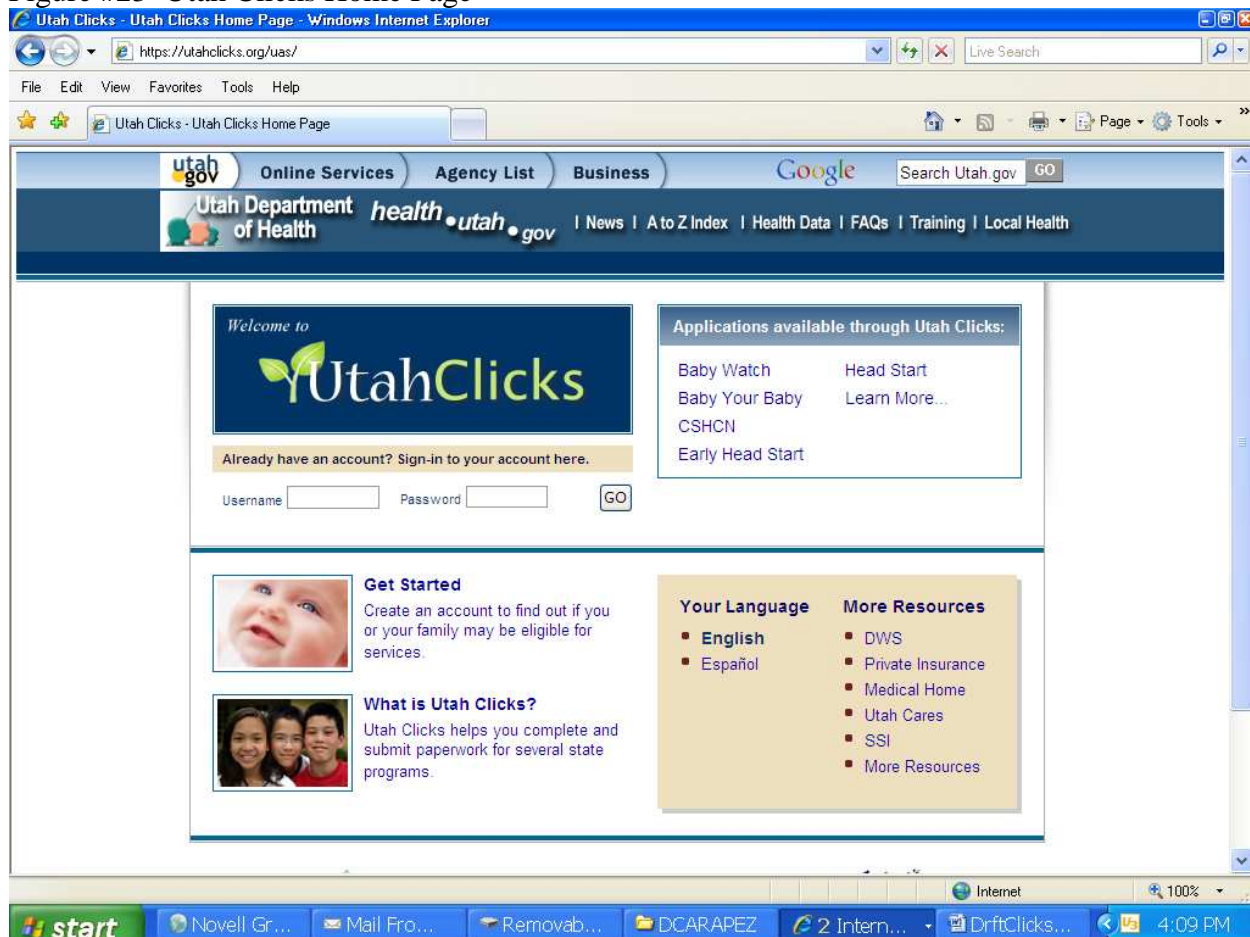 Utah Clicks Home Page
Utah Clicks - Utah Clicks Home Page - Windows Internet Explorer
https://utahclicks.org/uas/
Live Search
File Edit View Favorites Tools Help
Utah Clicks - Utah Clicks Home Page
Page Tools
utah gov Online Services Agency List Business Google Search Utah.gov GO
Utah Department of Health health.utah.gov | News | A to Z Index | Health Data | FAQs | Training | Local Health
Welcome to
UtahClicks
Already have an account? Sign-in to your account here.
Username Password GO
Applications available through Utah Clicks:
Baby Watch
Baby Your Baby
CSHCN
Early Head Start
Head Start
Learn More...
Get Started
Create an account to find out if you
or your family may be eligible for
services.
What is Utah Clicks?
Utah Clicks helps you complete and
submit paperwork for several state
programs.
Your Language
English
Español
More Resources
DWS
Private Insurance
Medical Home
Utah Cares
SSI
More Resources
Internet 100%
start Novell Gr... Mail Fro... Removab... DCARAPEZ 2 Intern... DrftClicks... 4:09 PM